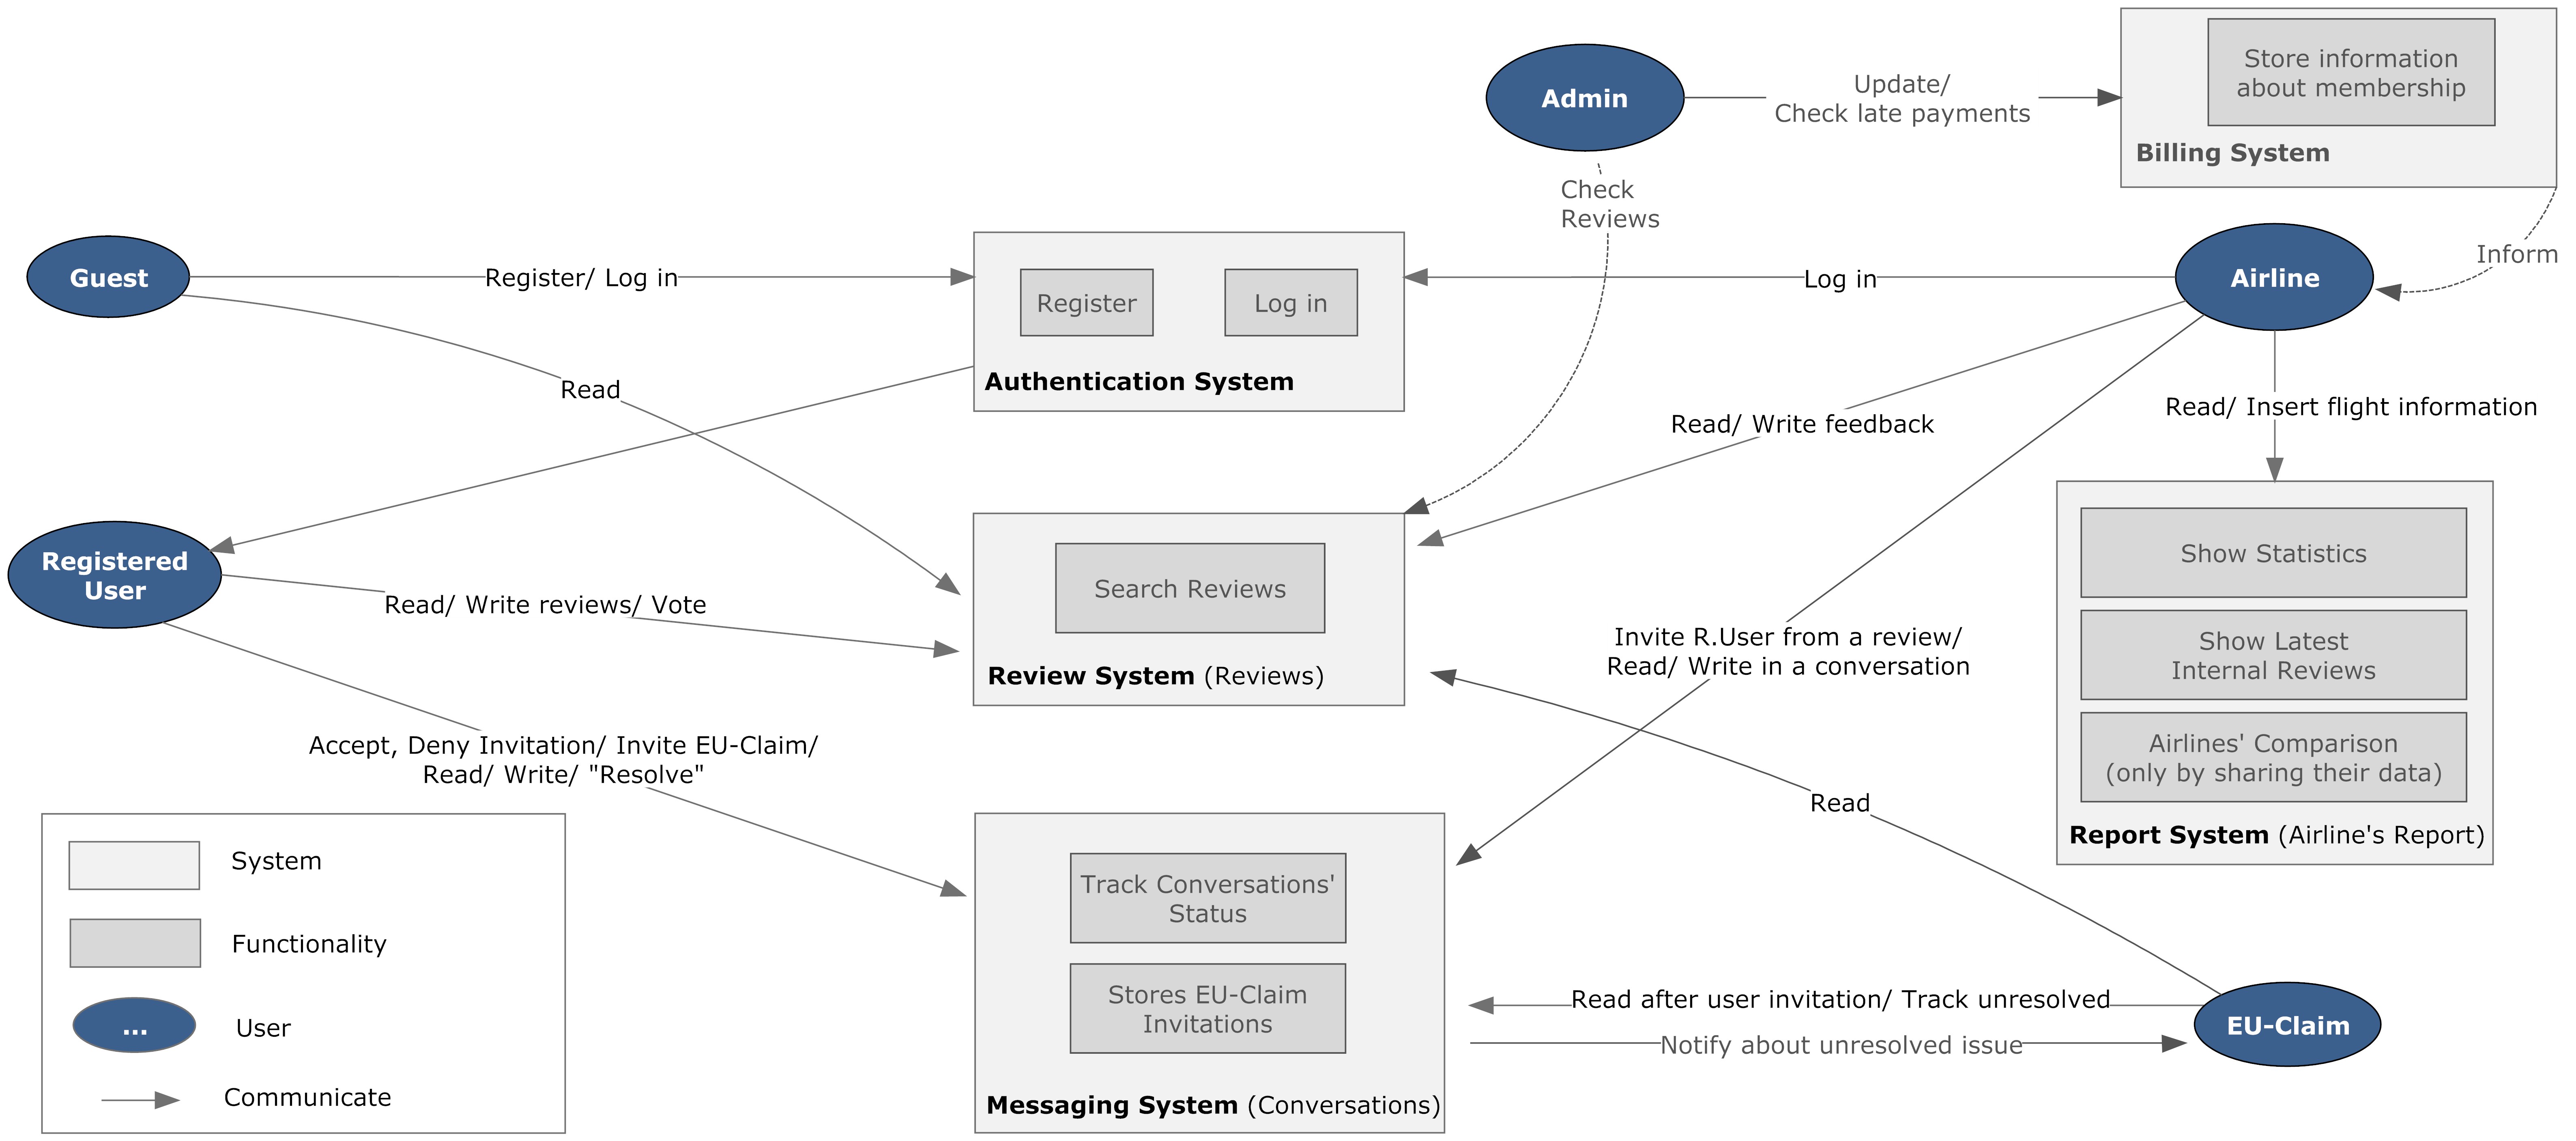 Store information
about membership
Billing System
Admin
Update/
Check late payments
Check
Reviews
Inform
Guest
Register/ Log in
Register
Log in
Authentication System
Log in
Airline
Read
Read/ Write feedback
Read/ Insert flight information
Registered
User
Read/ Write reviews/ Vote
Search Reviews
Review System (Reviews)
Invite R.User from a review/
Read/ Write in a conversation
Show Statistics
Show Latest
Internal Reviews
Airlines' Comparison
(only by sharing their data)
Report System (Airline's Report)
Accept, Deny Invitation/ Invite EU-Claim/
Read/ Write/ "Resolve"
Read
Track Conversations'
Status
Stores EU-Claim
Invitations
Messaging System (Conversations)
Read after user invitation/ Track unresolved
Notify about unresolved issue
EU-Claim
System
Functionality
...
User
Communicate